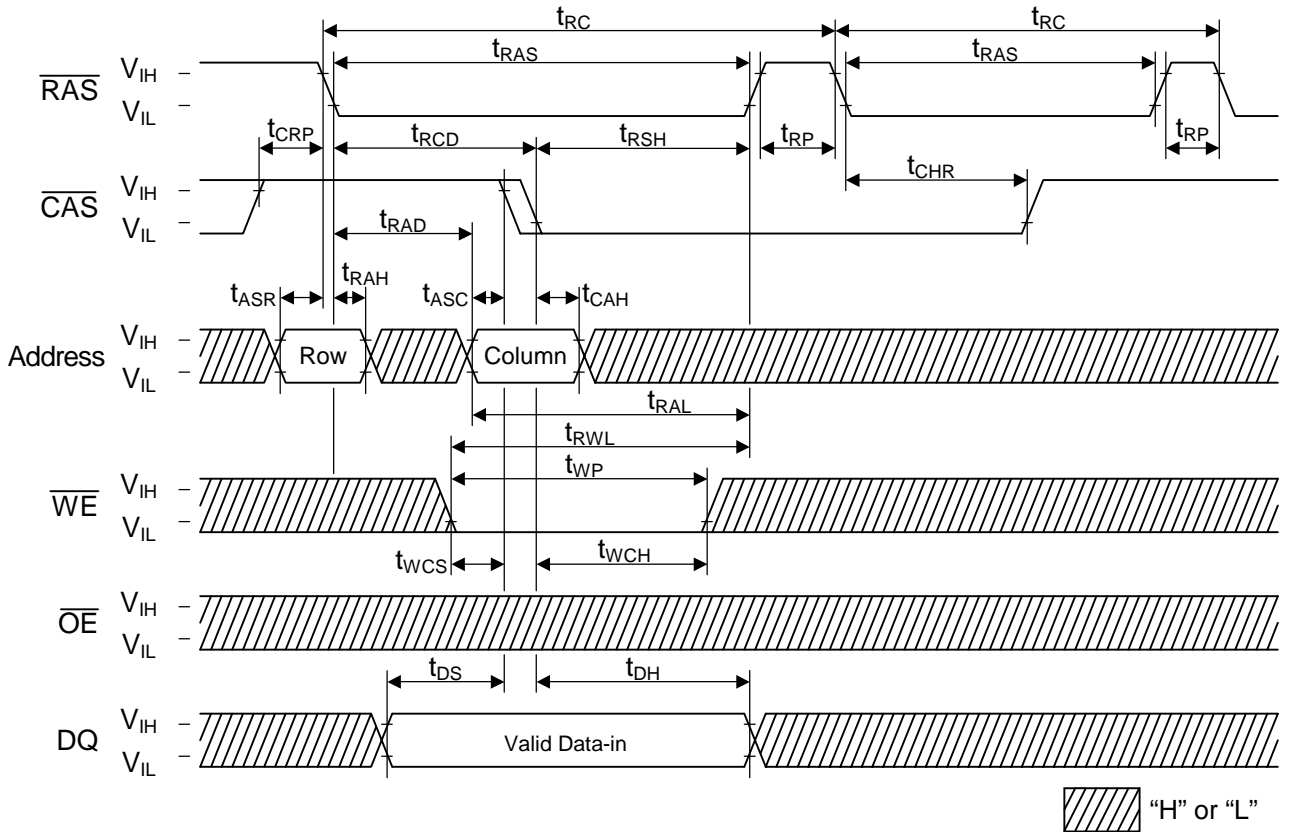 tRC tRC
tRAS tRAS
RAS VIH
VIL
tCRP tRCD tRSH tRP tCHR tRP
CAS VIH
VIL
tRAD
tASR tRAH tASC tCAH
Address VIH
VIL
Row Column
tRAL
tRWL
tWP
WE VIH
VIL
tWCS tWCH
OE VIH
VIL
tDS tDH
DQ VIH
VIL
Valid Data-in
“H” or “L”